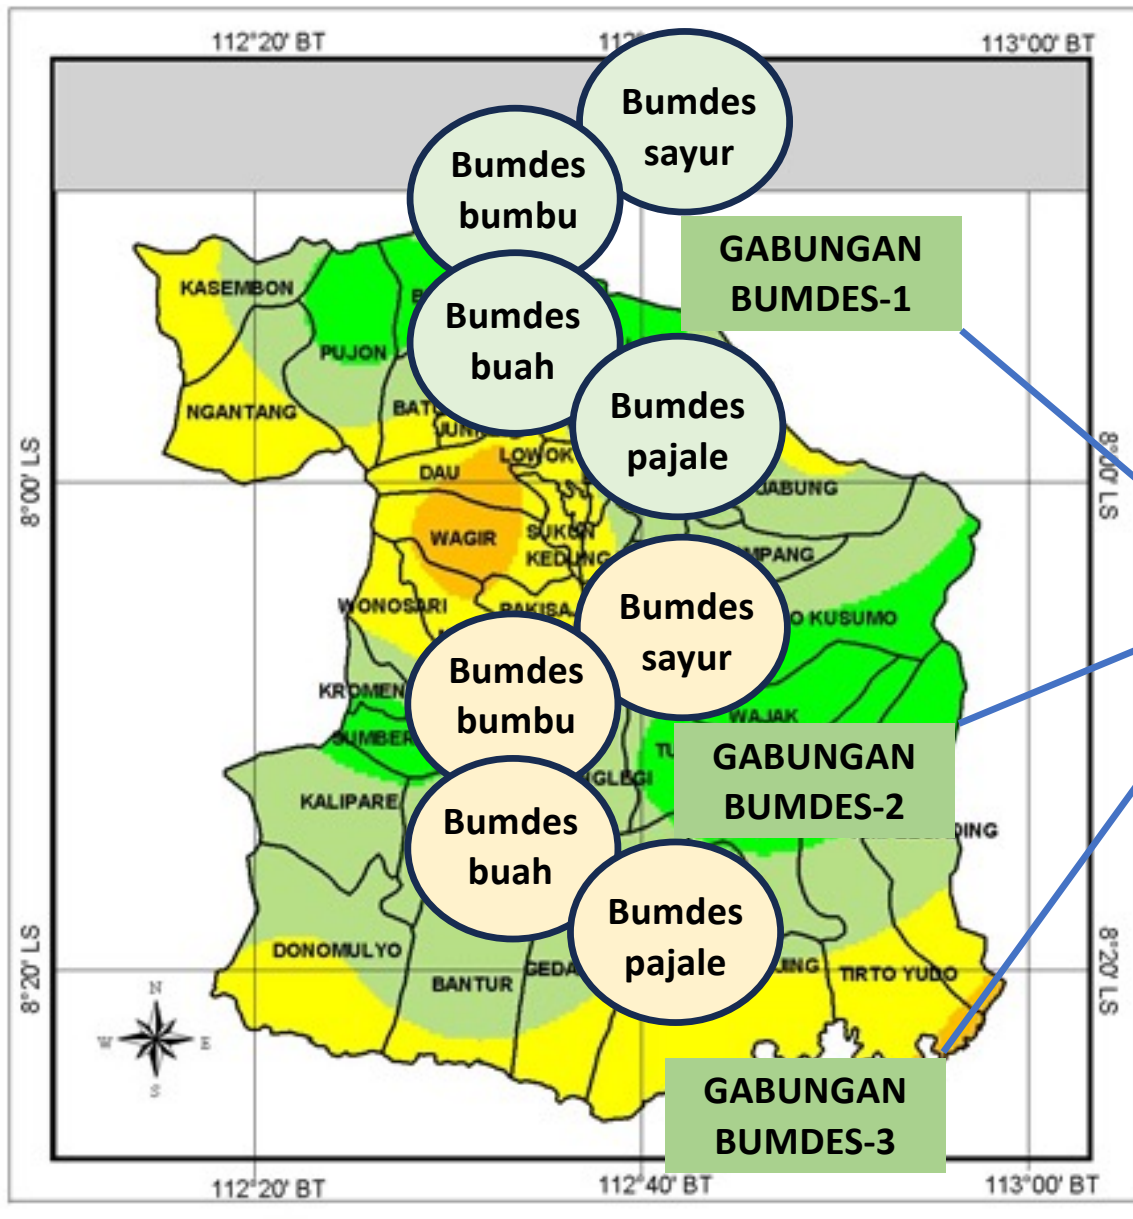 112°20' BT
113°00' BT
Bumdes
sayur
Bumdes
bumbu
GABUNGAN
BUMDES-1
KASEMBON
Bumdes
buah
PUJON
NGANTANG
Bumdes
pajale
DAU
8°00' LS
8°00' LS
WAGIR
SUKUN
WONOSARI
Bumdes
sayur
Bumdes
bumbu
WAJAK
GABUNGAN
BUMDES-2
KALIPARE
Bumdes
buah
Bumdes
pajale
DONOMULYO
BANTUR
TIRTO YUDO
8°20' LS
8°20' LS
N
W E
S
GABUNGAN
BUMDES-3
112°20' BT
112°40' BT
113°00' BT